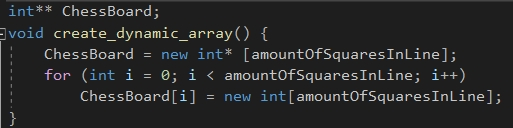 int** ChessBoard;
void create_dynamic_array() {
    ChessBoard = new int* [amountOfSquaresInLine];
    for (int i = 0; i < amountOfSquaresInLine; i++)
        ChessBoard[i] = new int[amountOfSquaresInLine];
}